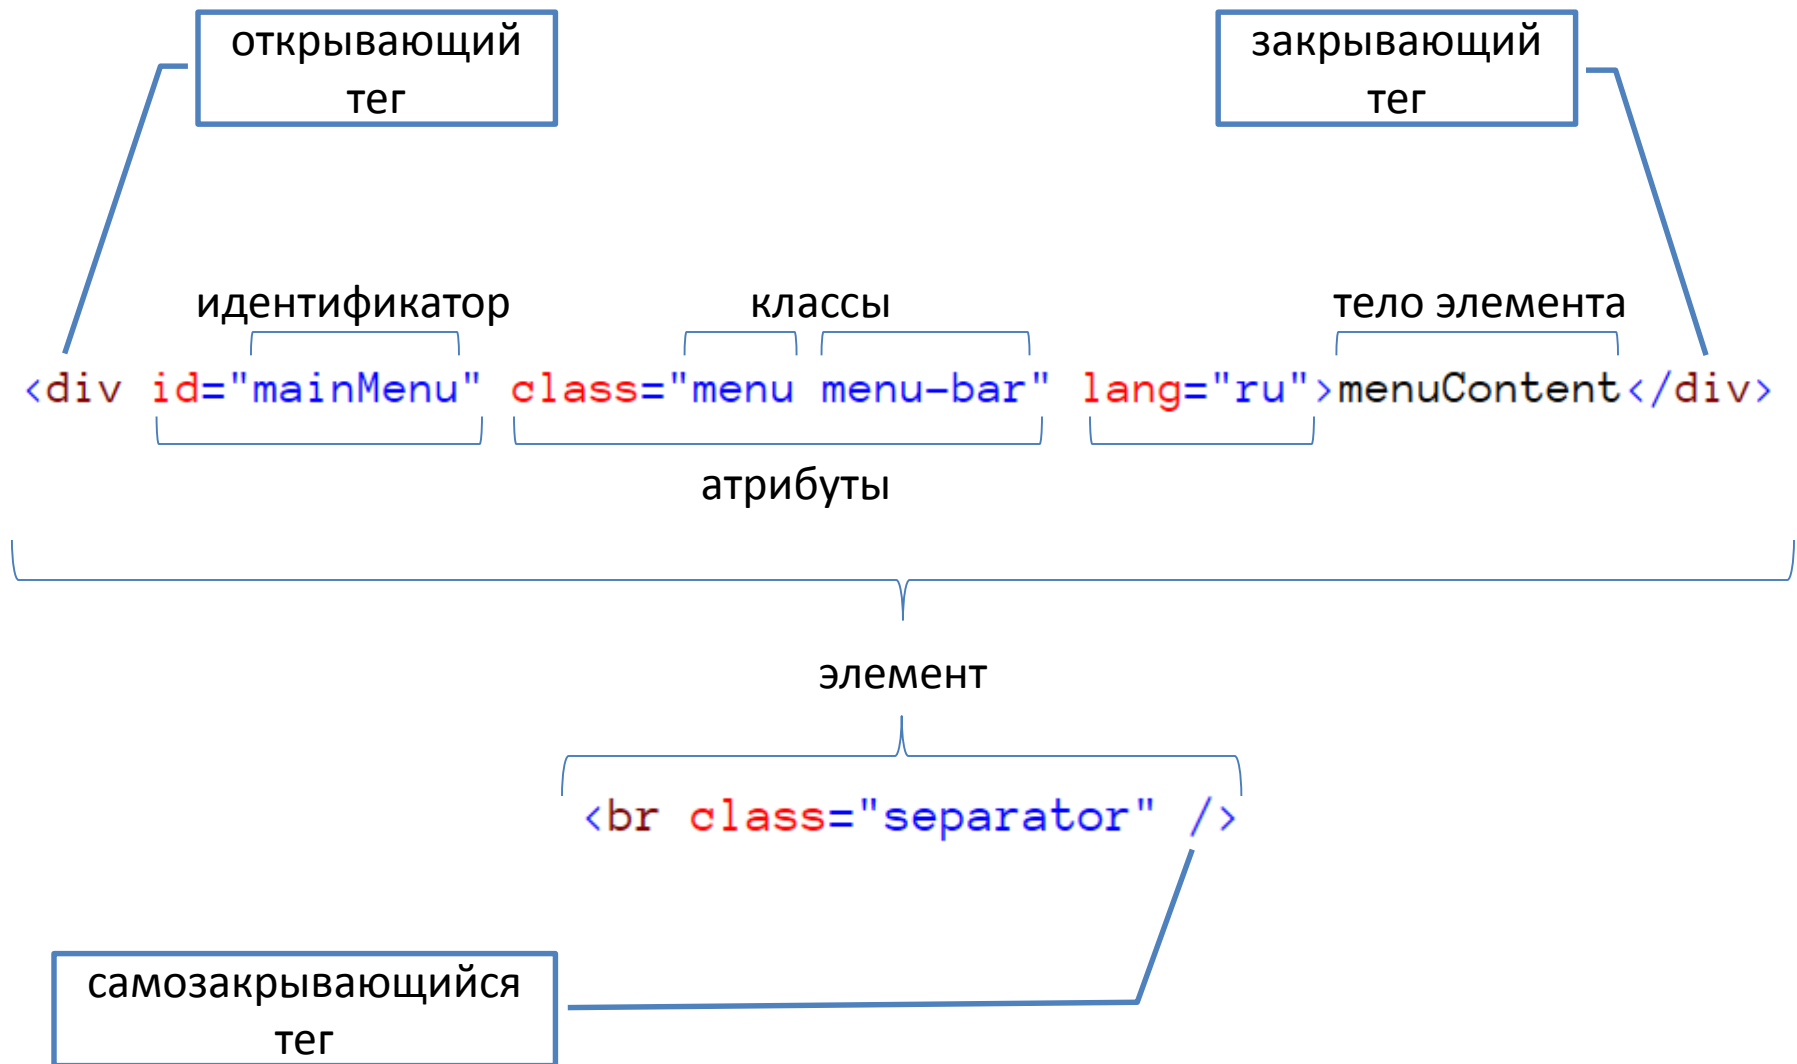 открывающий
тег
закрывающий
тег
идентификатор
классы
тело элемента
<div id="mainMenu" class="menu menu-bar" lang="ru">menuContent</div>
атрибуты
элемент
<br class="separator" />
самозакрывающийся
тег